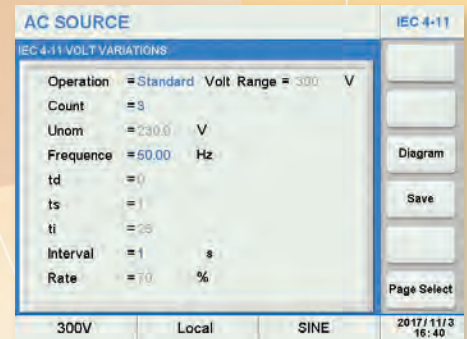 AC SOURCE
IEC 4-11
IEC 4-11 VOLT VARIATIONS
Operation =Standard Volt Range = 300 V
Count =3
Unom =230.0 V
Frequence =50.00 Hz
Diagram
td =0
ts =1
Save
ti =25
Interval =1 s
Rate =70 %
Page Select
300V Local SINE 2017/11/3
16:40